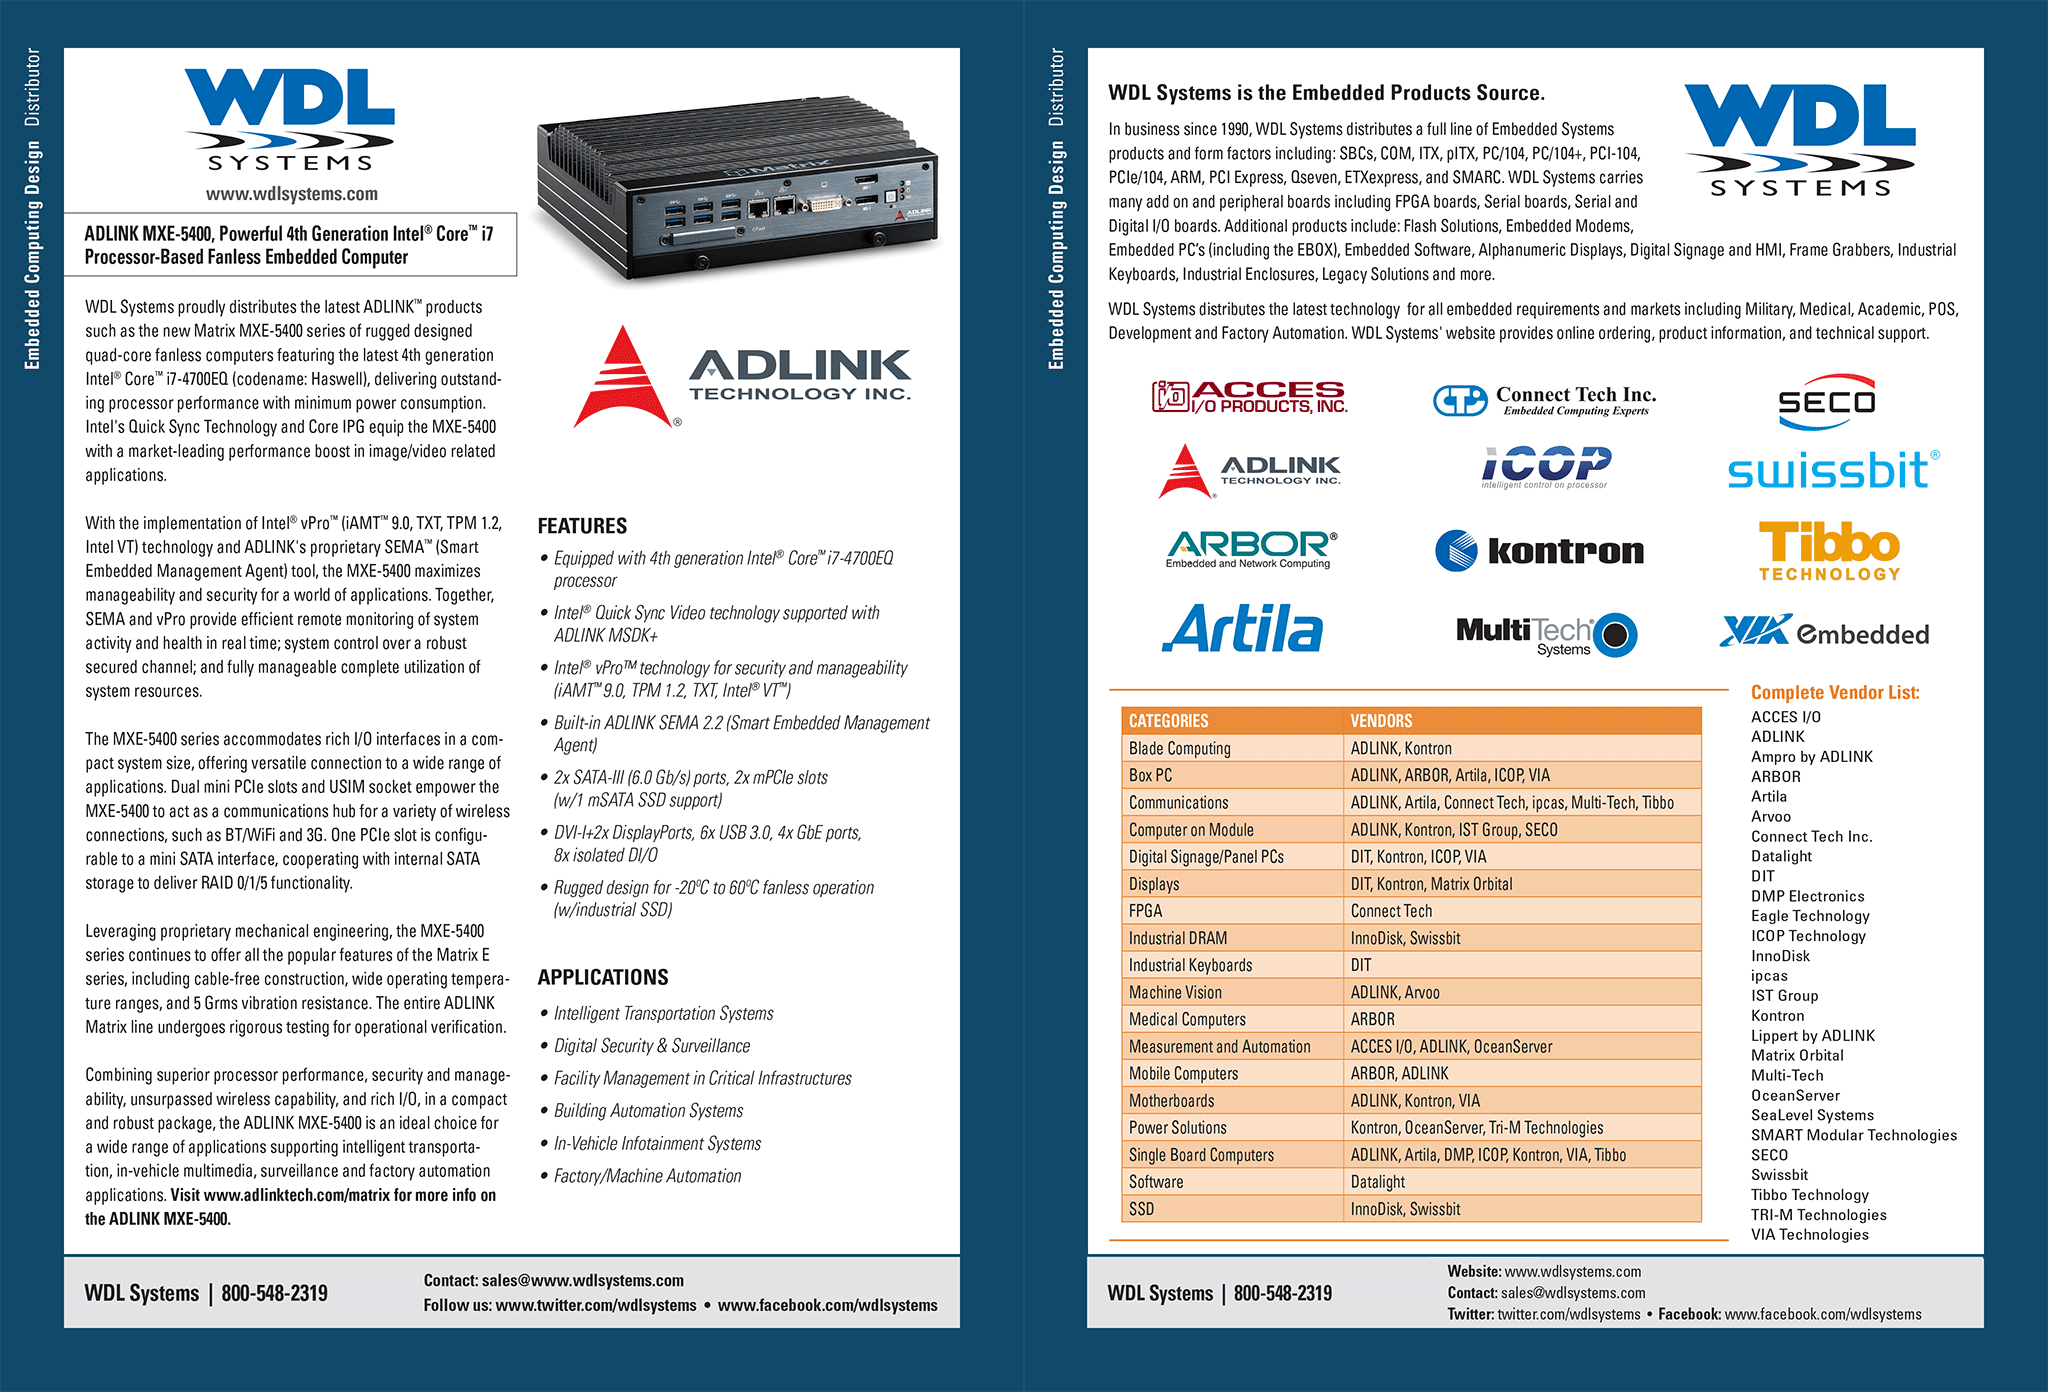 Embedded Computing Design Distributor
WDL
SYSTEMS
www.wdlsystems.com
ADLINK MXE-5400, Powerful 4th Generation Intel® Core™ i7
Processor-Based Fanless Embedded Computer
WDL Systems proudly distributes the latest ADLINK™ products
such as the new Matrix MXE-5400 series of rugged designed
quad-core fanless computers featuring the latest 4th generation
Intel® Core™ i7-4700EQ (codename: Haswell), delivering outstand-
ing processor performance with minimum power consumption.
Intel's Quick Sync Technology and Core IPG equip the MXE-5400
with a market-leading performance boost in image/video related
applications.
With the implementation of Intel® vPro™ (iAMT™ 9.0, TXT, TPM 1.2,
Intel VT) technology and ADLINK's proprietary SEMA™ (Smart
Embedded Management Agent) tool, the MXE-5400 maximizes
manageability and security for a world of applications. Together,
SEMA and vPro provide efficient remote monitoring of system
activity and health in real time; system control over a robust
secured channel; and fully manageable complete utilization of
system resources.
The MXE-5400 series accommodates rich I/O interfaces in a com-
pact system size, offering versatile connection to a wide range of
applications. Dual mini PCIe slots and USIM socket empower the
MXE-5400 to act as a communications hub for a variety of wireless
connections, such as BT/WiFi and 3G. One PCIe slot is configu-
rable to a mini SATA interface, cooperating with internal SATA
storage to deliver RAID 0/1/5 functionality.
Leveraging proprietary mechanical engineering, the MXE-5400
series continues to offer all the popular features of the Matrix E
series, including cable-free construction, wide operating tempera-
ture ranges, and 5 Grms vibration resistance. The entire ADLINK
Matrix line undergoes rigorous testing for operational verification.
Combining superior processor performance, security and manage-
ability, unsurpassed wireless capability, and rich I/O, in a compact
and robust package, the ADLINK MXE-5400 is an ideal choice for
a wide range of applications supporting intelligent transporta-
tion, in-vehicle multimedia, surveillance and factory automation
applications. Visit www.adlinktech.com/matrix for more info on
the ADLINK MXE-5400.
Matrix
ADLINK
CFast
ADLINK
TECHNOLOGY INC.
®
FEATURES
• Equipped with 4th generation Intel® Core™ i7-4700EQ
processor
• Intel® Quick Sync Video technology supported with
ADLINK MSDK+
• Intel® vPro™ technology for security and manageability
(iAMT™ 9.0, TPM 1.2, TXT, Intel® VT™)
• Built-in ADLINK SEMA 2.2 (Smart Embedded Management
Agent)
• 2x SATA-III (6.0 Gb/s) ports, 2x mPCIe slots
(w/1 mSATA SSD support)
• DVI-I+2x DisplayPorts, 6x USB 3.0, 4x GbE ports,
8x isolated DI/O
• Rugged design for -20ºC to 60ºC fanless operation
(w/industrial SSD)
APPLICATIONS
• Intelligent Transportation Systems
• Digital Security & Surveillance
• Facility Management in Critical Infrastructures
• Building Automation Systems
• In-Vehicle Infotainment Systems
• Factory/Machine Automation
WDL Systems | 800-548-2319
Contact: sales@www.wdlsystems.com
Follow us: www.twitter.com/wdlsystems • www.facebook.com/wdlsystems
Embedded Computing Design Distributor
WDL Systems is the Embedded Products Source.
WDL
SYSTEMS
In business since 1990, WDL Systems distributes a full line of Embedded Systems
products and form factors including: SBCs, COM, ITX, pITX, PC/104, PC/104+, PCI-104,
PCIe/104, ARM, PCI Express, Qseven, ETXexpress, and SMARC. WDL Systems carries
many add on and peripheral boards including FPGA boards, Serial boards, Serial and
Digital I/O boards. Additional products include: Flash Solutions, Embedded Modems,
Embedded PC's (including the EBOX), Embedded Software, Alphanumeric Displays, Digital Signage and HMI, Frame Grabbers, Industrial
Keyboards, Industrial Enclosures, Legacy Solutions and more.
WDL Systems distributes the latest technology for all embedded requirements and markets including Military, Medical, Academic, POS,
Development and Factory Automation. WDL Systems' website provides online ordering, product information, and technical support.
I/O ACCES
I/O PRODUCTS, INC.
CTi Connect Tech Inc.
Embedded Computing Experts
SECO
ADLINK
TECHNOLOGY INC.
®
iCOP
intelligent control on processor
swissbit®
ARBOR®
Embedded and Network Computing
kontron
Tibbo
TECHNOLOGY
Artila
MultiTech®
Systems
VIA embedded
CATEGORIES VENDORS
Blade Computing ADLINK, Kontron
Box PC ADLINK, ARBOR, Artila, ICOP, VIA
Communications ADLINK, Artila, Connect Tech, ipcas, Multi-Tech, Tibbo
Computer on Module ADLINK, Kontron, IST Group, SECO
Digital Signage/Panel PCs DIT, Kontron, ICOP, VIA
Displays DIT, Kontron, Matrix Orbital
FPGA Connect Tech
Industrial DRAM InnoDisk, Swissbit
Industrial Keyboards DIT
Machine Vision ADLINK, Arvoo
Medical Computers ARBOR
Measurement and Automation ACCES I/O, ADLINK, OceanServer
Mobile Computers ARBOR, ADLINK
Motherboards ADLINK, Kontron, VIA
Power Solutions Kontron, OceanServer, Tri-M Technologies
Single Board Computers ADLINK, Artila, DMP, ICOP, Kontron, VIA, Tibbo
Software Datalight
SSD InnoDisk, Swissbit
Complete Vendor List:
ACCES I/O
ADLINK
Ampro by ADLINK
ARBOR
Artila
Arvoo
Connect Tech Inc.
Datalight
DIT
DMP Electronics
Eagle Technology
ICOP Technology
InnoDisk
ipcas
IST Group
Kontron
Lippert by ADLINK
Matrix Orbital
Multi-Tech
OceanServer
SeaLevel Systems
SMART Modular Technologies
SECO
Swissbit
Tibbo Technology
TRI-M Technologies
VIA Technologies
WDL Systems | 800-548-2319
Website: www.wdlsystems.com
Contact: sales@wdlsystems.com
Twitter: twitter.com/wdlsystems • Facebook: www.facebook.com/wdlsystems